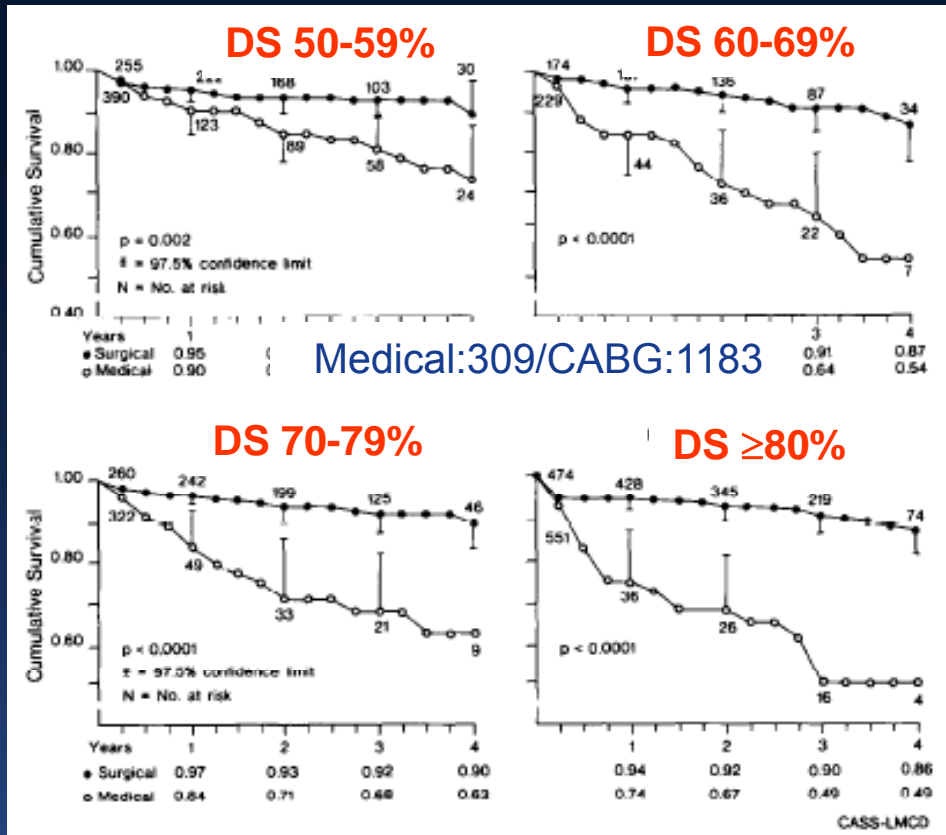 DS 50-59%
DS 60-69%
1.00
255
168
103
30
390
123
89
58
24
0.80
0.60
0.40
Cumulative Survival
p = 0.002
= 97.5% confidence limit
N = No. at risk
174
136
87
34
229
44
36
22
7
p < 0.0001
Years 1
Surgical 0.95
Medical 0.90
Medical:309/CABG:1183
3 4
0.91 0.87
0.64 0.54
DS 70-79%
DS ≥80%
1.00
260
242
199
125
46
322
49
33
21
9
0.80
0.60
Cumulative Survival
p < 0.0001
= 97.5% confidence limit
N = No. at risk
474
428
345
219
74
551
36
26
16
4
p < 0.0001
Years 1 2 3 4
Surgical 0.97 0.93 0.92 0.90
Medical 0.84 0.71 0.68 0.63
1 2 3 4
0.94 0.92 0.90 0.86
0.74 0.67 0.49 0.49
CASS-LMCD